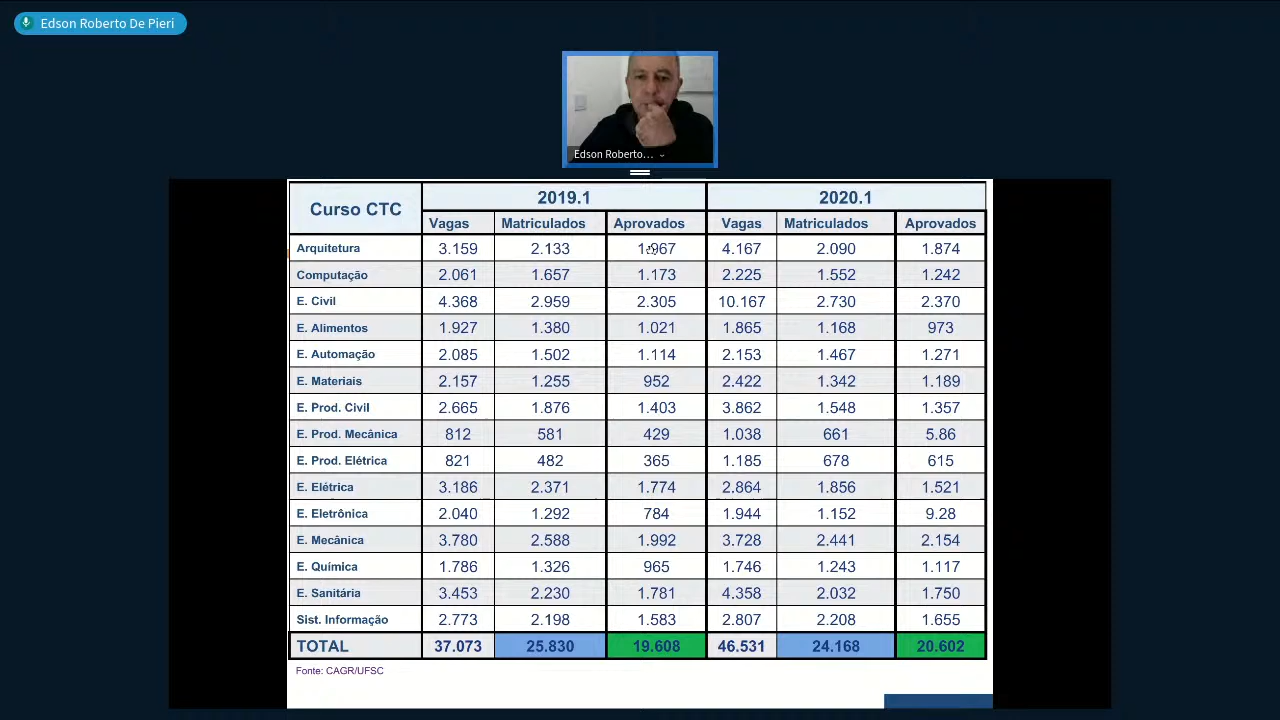 Edson Roberto De Pieri
Edson Roberto...
Curso CTC 2019.1 2020.1
Vagas Matriculados Aprovados Vagas Matriculados Aprovados
Arquitetura 3.159 2.133 1.967 4.167 2.090 1.874
Computação 2.061 1.657 1.173 2.225 1.552 1.242
E. Civil 4.368 2.959 2.305 10.167 2.730 2.370
E. Alimentos 1.927 1.380 1.021 1.865 1.168 973
E. Automação 2.085 1.502 1.114 2.153 1.467 1.271
E. Materiais 2.157 1.255 952 2.422 1.342 1.189
E. Prod. Civil 2.665 1.876 1.403 3.862 1.548 1.357
E. Prod. Mecânica 812 581 429 1.038 661 5.86
E. Prod. Elétrica 821 482 365 1.185 678 615
E. Elétrica 3.186 2.371 1.774 2.864 1.856 1.521
E. Eletrônica 2.040 1.292 784 1.944 1.152 9.28
E. Mecânica 3.780 2.588 1.992 3.728 2.441 2.154
E. Química 1.786 1.326 965 1.746 1.243 1.117
E. Sanitária 3.453 2.230 1.781 4.358 2.032 1.750
Sist. Informação 2.773 2.198 1.583 2.807 2.208 1.655
TOTAL 37.073 25.830 19.608 46.531 24.168 20.602
Fonte: CAGR/UFSC